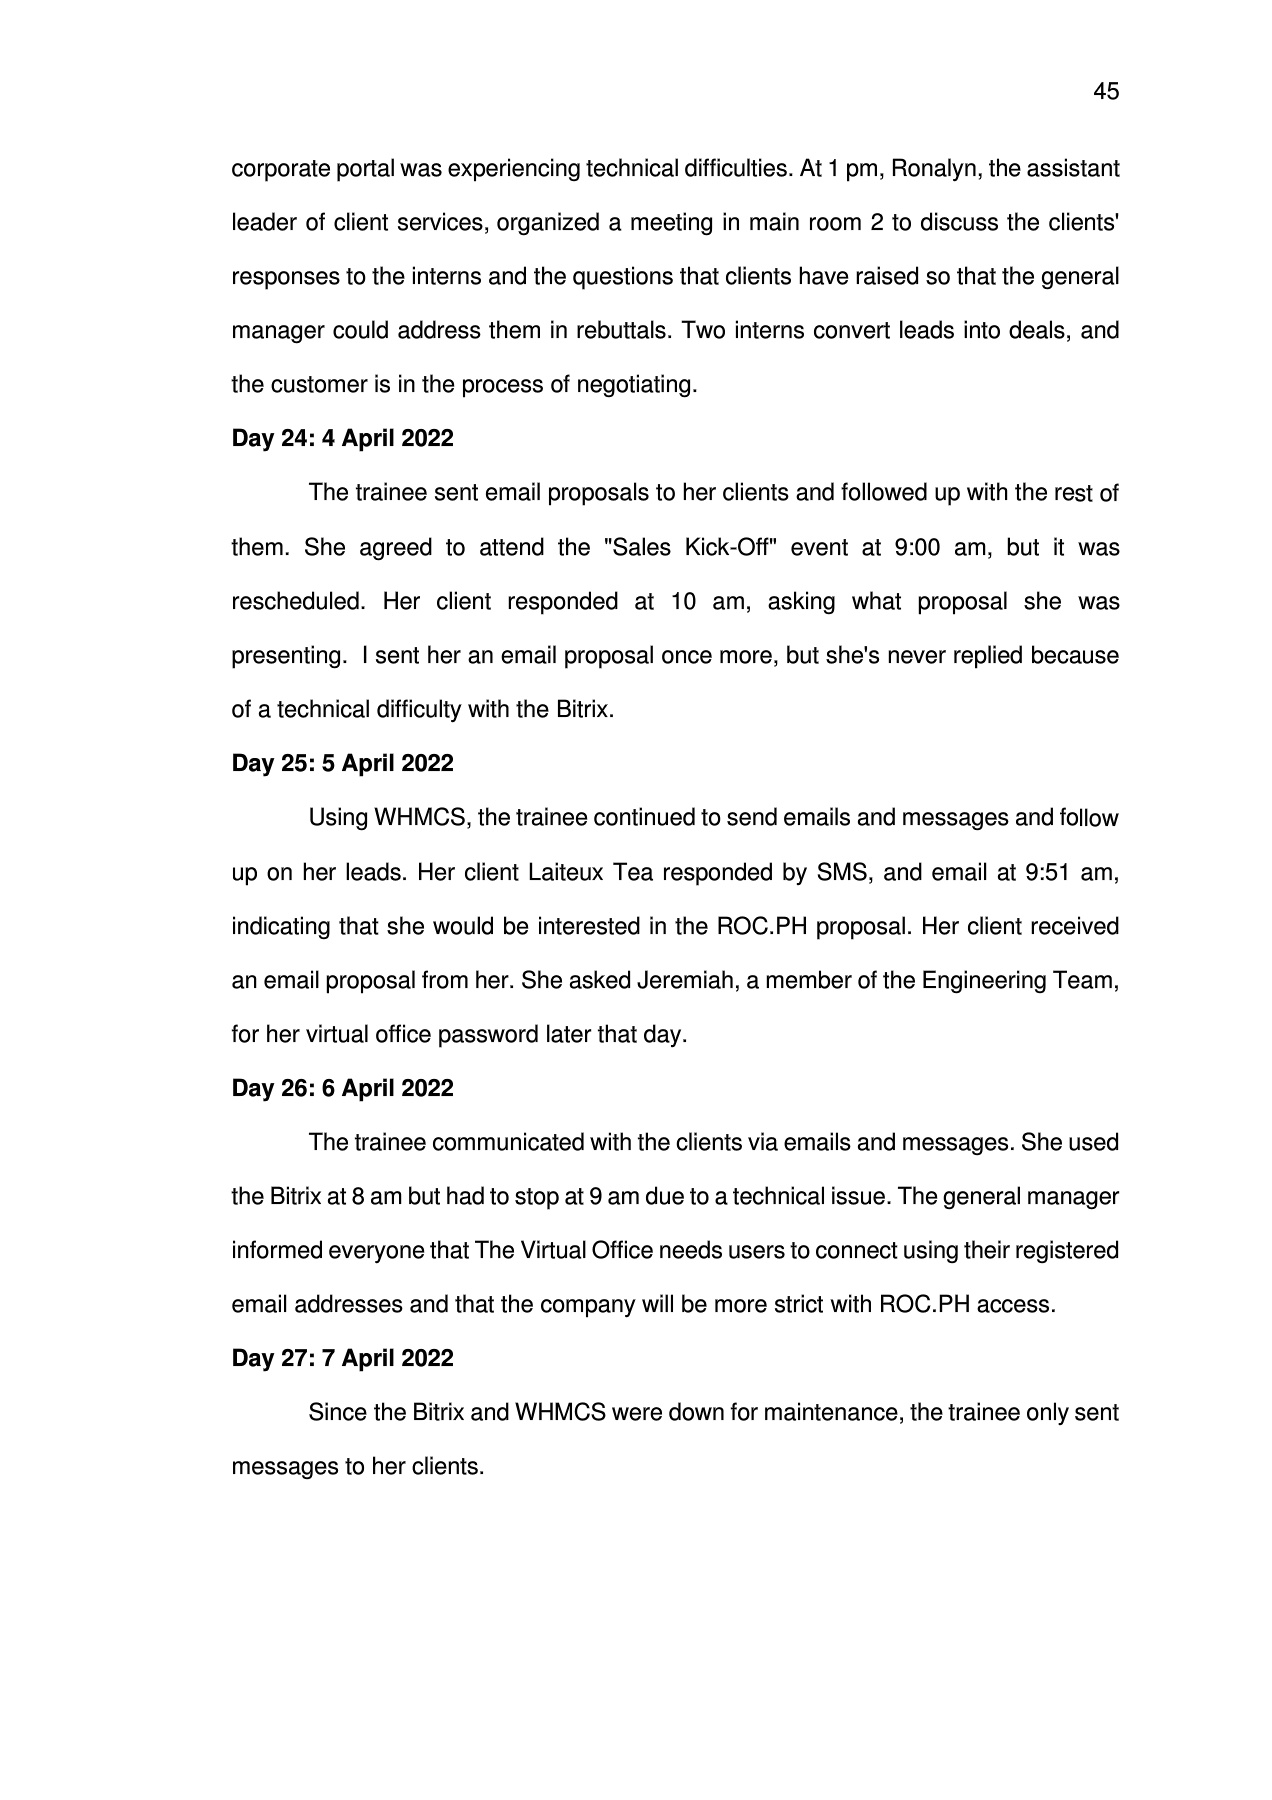 45
corporate portal was experiencing technical difficulties. At 1 pm, Ronalyn, the assistant
leader of client services, organized a meeting in main room 2 to discuss the clients'
responses to the interns and the questions that clients have raised so that the general
manager could address them in rebuttals. Two interns convert leads into deals, and
the customer is in the process of negotiating.
Day 24: 4 April 2022
The trainee sent email proposals to her clients and followed up with the rest of
them. She agreed to attend the "Sales Kick-Off" event at 9:00 am, but it was
rescheduled. Her client responded at 10 am, asking what proposal she was
presenting.  I sent her an email proposal once more, but she's never replied because
of a technical difficulty with the Bitrix.
Day 25: 5 April 2022
Using WHMCS, the trainee continued to send emails and messages and follow
up on her leads. Her client Laiteux Tea responded by SMS, and email at 9:51 am,
indicating that she would be interested in the ROC.PH proposal. Her client received
an email proposal from her. She asked Jeremiah, a member of the Engineering Team,
for her virtual office password later that day.
Day 26: 6 April 2022
The trainee communicated with the clients via emails and messages. She used
the Bitrix at 8 am but had to stop at 9 am due to a technical issue. The general manager
informed everyone that The Virtual Office needs users to connect using their registered
email addresses and that the company will be more strict with ROC.PH access.
Day 27: 7 April 2022
Since the Bitrix and WHMCS were down for maintenance, the trainee only sent
messages to her clients.